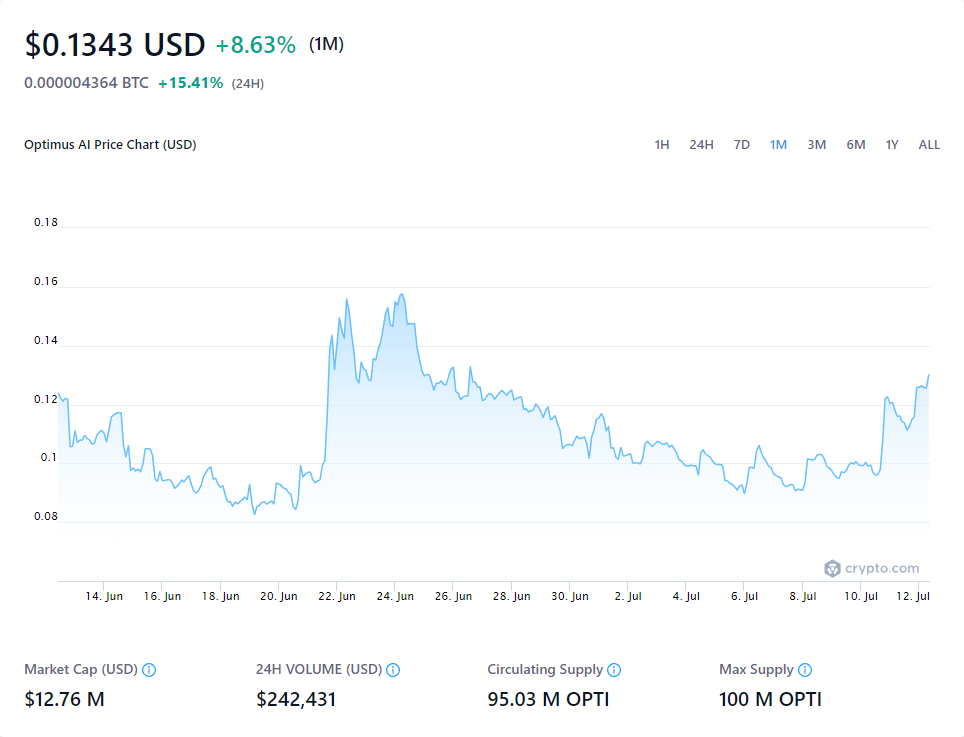 $0.1343 USD +8.63% (1M)
0.000004364 BTC +15.41% (24H)
Optimus AI Price Chart (USD) 1H 24H 7D 1M 3M 6M 1Y ALL
0.18
0.16
0.14
0.12
0.1
0.08
crypto.com
14. Jun 16. Jun 18. Jun 20. Jun 22. Jun 24. Jun 26. Jun 28. Jun 30. Jun 2. Jul 4. Jul 6. Jul 8. Jul 10. Jul 12. Jul
Market Cap (USD) 24H VOLUME (USD) Circulating Supply Max Supply
$12.76 M $242,431 95.03 M OPTI 100 M OPTI